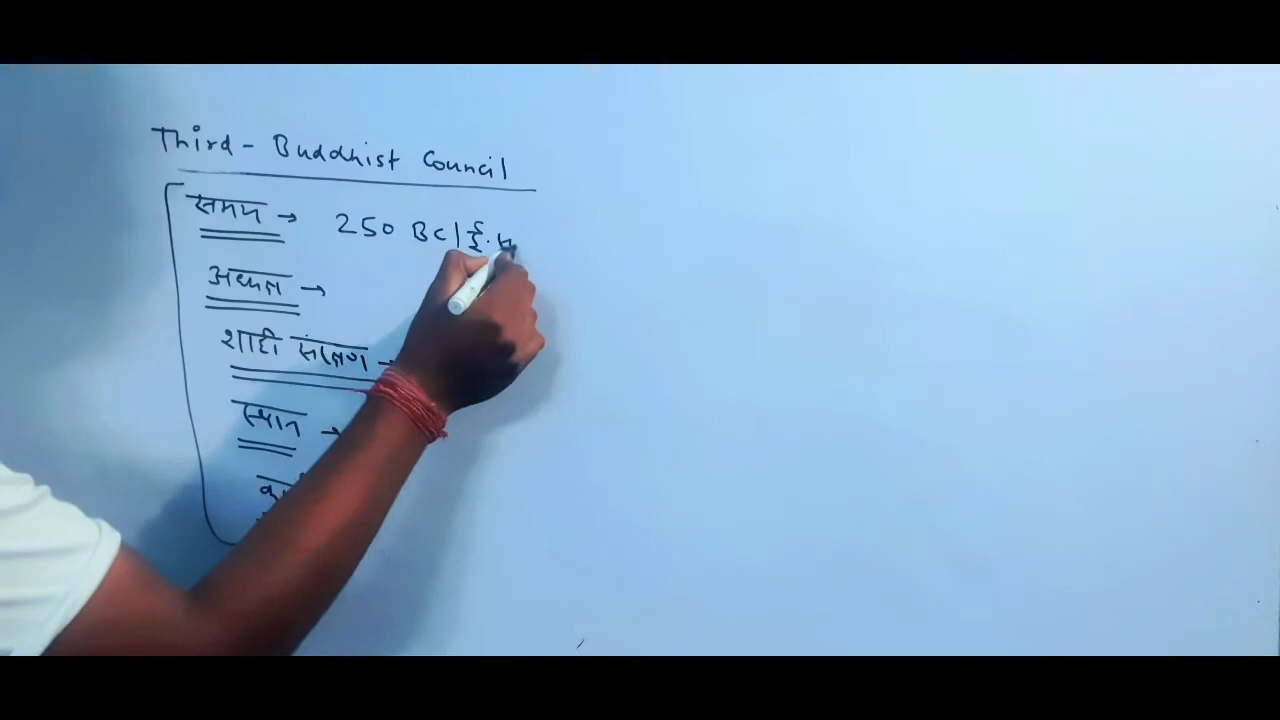 Third - Buddhist Council
समय → 250 BC | ई.
अध्यक्ष →
शाही संरक्षण →
स्थान →